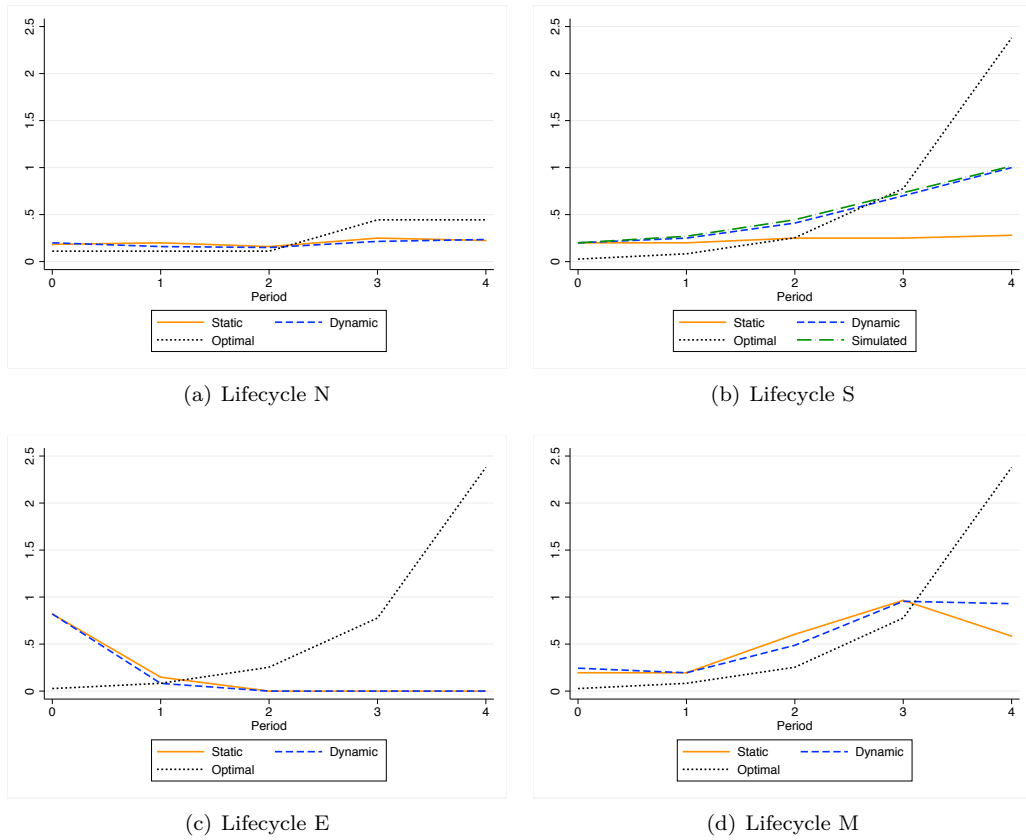 2.5
2
1.5
1
.5
0
0 1 2 3 4
Period
Static Dynamic
Optimal
(a) Lifecycle N
2.5
2
1.5
1
.5
0
0 1 2 3 4
Period
Static Dynamic
Optimal Simulated
(b) Lifecycle S
2.5
2
1.5
1
.5
0
0 1 2 3 4
Period
Static Dynamic
Optimal
(c) Lifecycle E
2.5
2
1.5
1
.5
0
0 1 2 3 4
Period
Static Dynamic
Optimal
(d) Lifecycle M